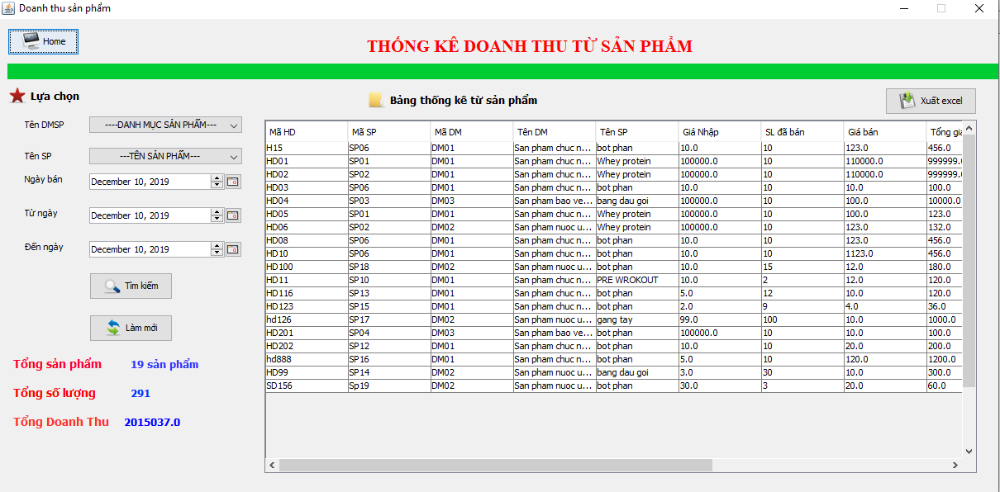 Doanh thu sản phẩm
Home
THỐNG KÊ DOANH THU TỪ SẢN PHẨM
Lựa chọn
Bảng thống kê từ sản phẩm
Xuất excel
Tên DMSP ----DANH MỤC SẢN PHẨM---
Tên SP ---TÊN SẢN PHẨM---
Ngày bán December 10, 2019
Từ ngày December 10, 2019
Đến ngày December 10, 2019
Tìm kiếm
Làm mới
Tổng sản phẩm 19 sản phẩm
Tổng số lượng 291
Tổng Doanh Thu 2015037.0
Mã HD Mã SP Mã DM Tên DM Tên SP Giá Nhập SL đã bán Giá bán Tổng giá
H15 SP06 DM01 San pham chuc n... bot phan 10.0 10 123.0 456.0
HD01 SP01 DM01 San pham chuc n... Whey protein 100000.0 10 110000.0 999999.
HD02 SP02 DM01 San pham chuc n... Whey protein 100000.0 10 110000.0 999999.
HD03 SP06 DM01 San pham chuc n... bot phan 10.0 10 10.0 100.0
HD04 SP03 DM03 San pham bao ve... bang dau goi 100000.0 10 100.0 10000.0
HD05 SP01 DM01 San pham chuc n... Whey protein 100000.0 10 100.0 123.0
HD06 SP02 DM02 San pham nuoc u... Whey protein 100000.0 10 123.0 132.0
HD08 SP06 DM01 San pham chuc n... bot phan 10.0 10 123.0 456.0
HD10 SP06 DM01 San pham chuc n... bot phan 10.0 10 1123.0 456.0
HD100 SP18 DM02 San pham nuoc u... bot phan 10.0 15 12.0 180.0
HD11 SP10 DM01 San pham chuc n... PRE WROKOUT 10.0 2 12.0 120.0
HD116 SP13 DM01 San pham chuc n... bot phan 5.0 12 10.0 120.0
HD123 SP15 DM01 San pham chuc n... bot phan 2.0 9 4.0 36.0
hd126 SP17 DM02 San pham nuoc u... gang tay 99.0 100 10.0 1000.0
HD201 SP04 DM03 San pham bao ve... bot phan 100000.0 10 10.0 100.0
HD202 SP12 DM01 San pham chuc n... bot phan 10.0 10 20.0 200.0
hd888 SP16 DM01 San pham chuc n... bot phan 5.0 10 120.0 1200.0
HD99 SP14 DM02 San pham nuoc u... bang dau goi 3.0 30 10.0 300.0
SD156 Sp19 DM02 San pham nuoc u... bot phan 30.0 3 20.0 60.0